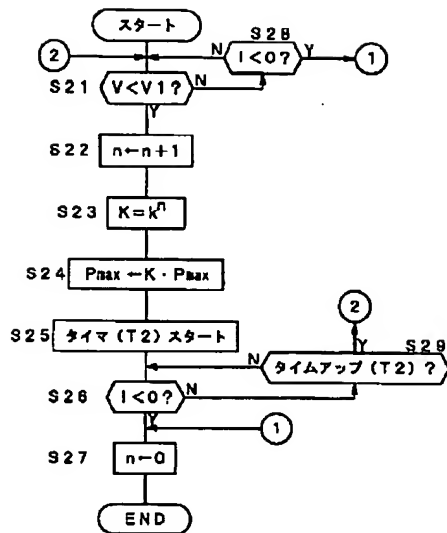 スタート
S28
2
N
I<0?
Y
1
S21
V<V1?
N
Y
S22
n←n+1
S23
K=kⁿ
S24
Pmax←K・Pmax
2
S25
タイマ(T2)スタート
Y
S29
N
タイムアップ(T2)?
S26
I<0?
N
Y
1
S27
n←0
END